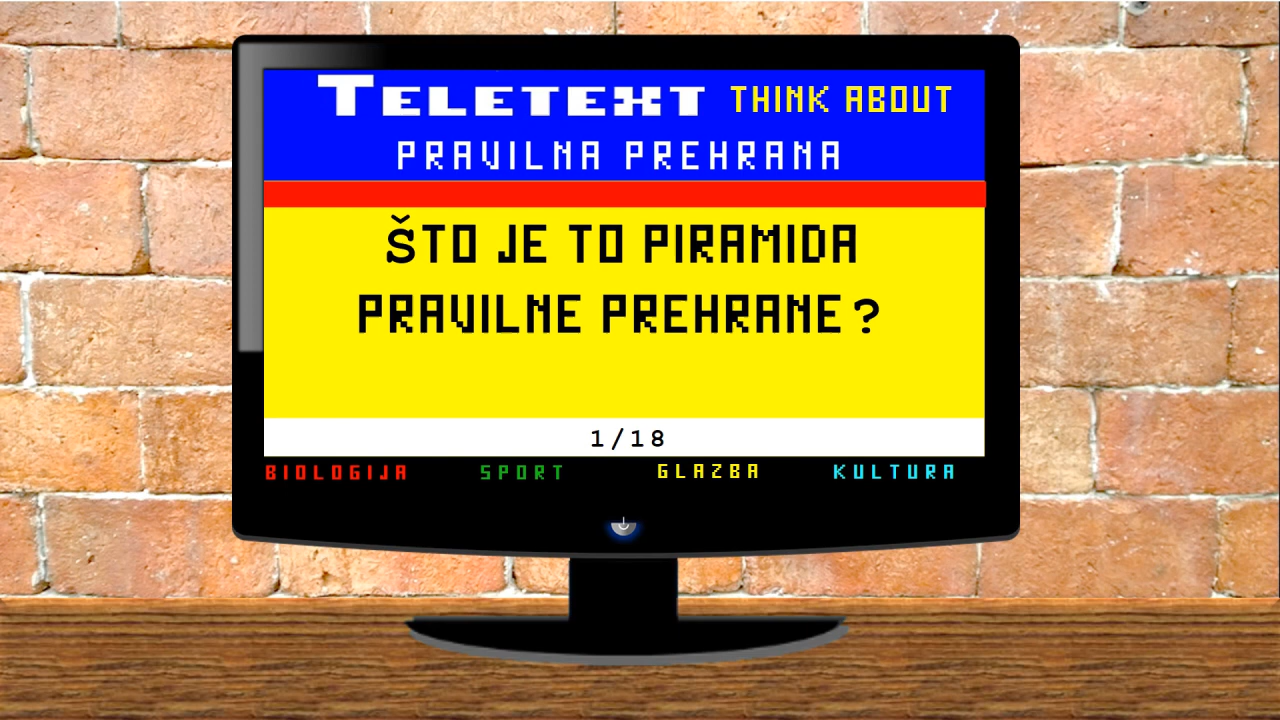 TELETEXT THINK ABOUT
PRAVILNA PREHRANA
ŠTO JE TO PIRAMIDA
PRAVILNE PREHRANE?
1/18
BIOLOGIJA SPORT GLAZBA KULTURA